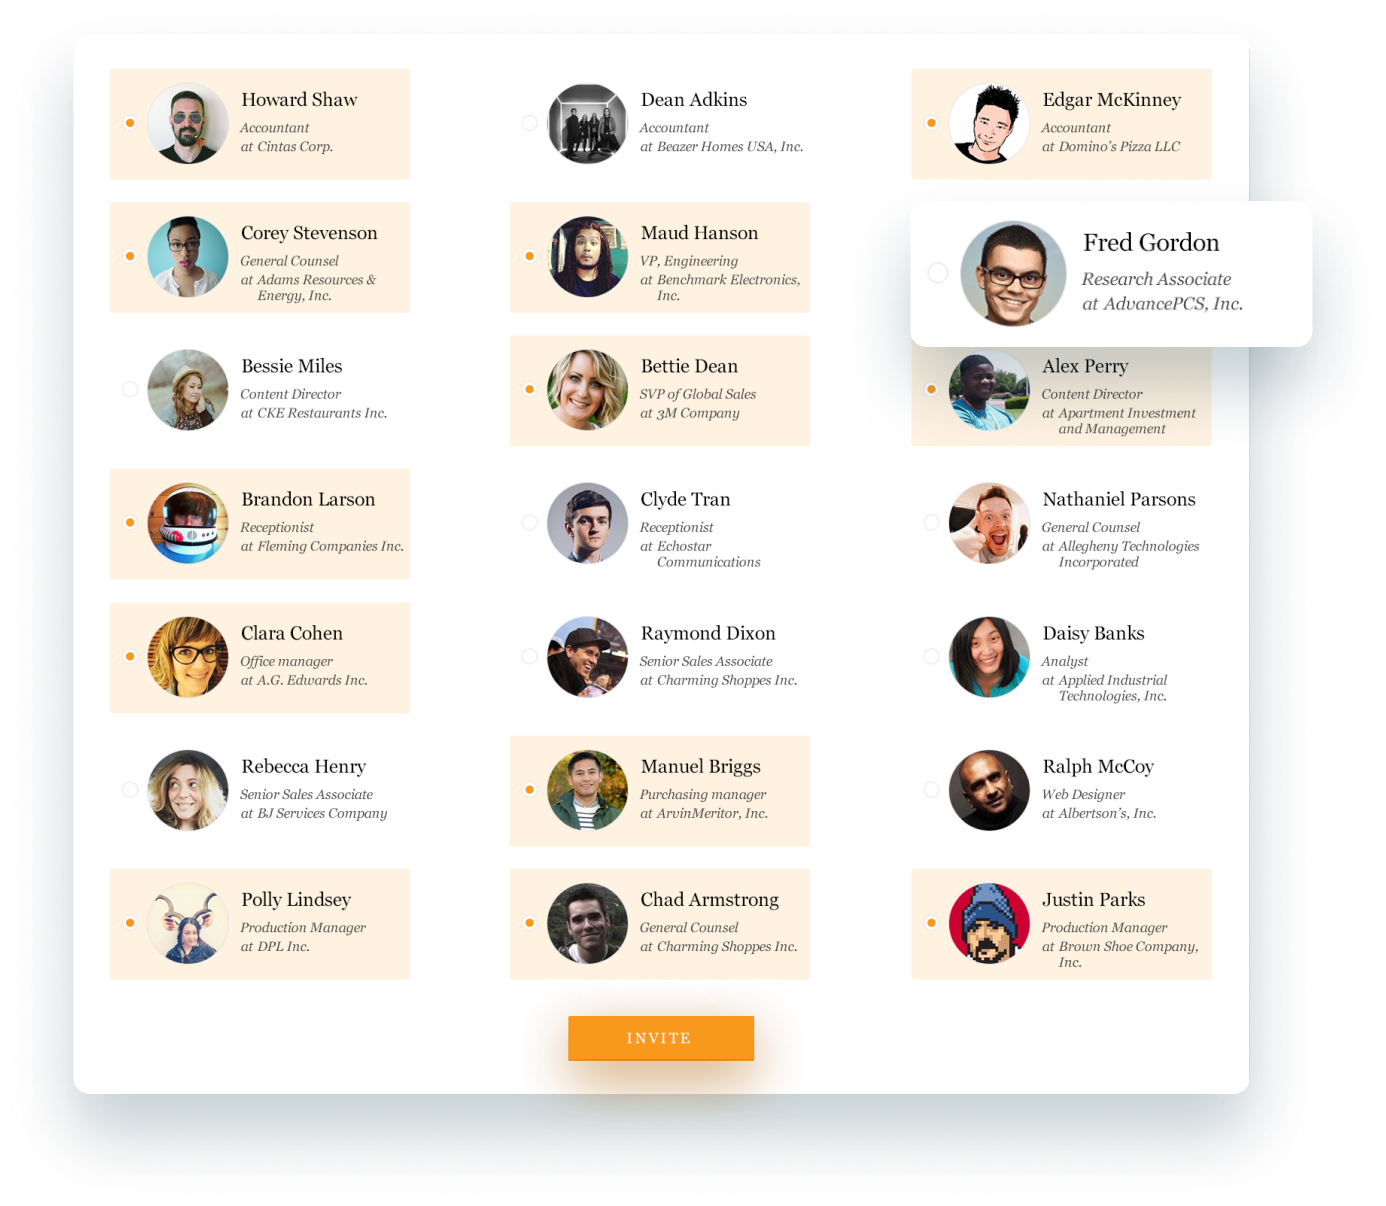 Howard Shaw
Accountant
at Cintas Corp.
Dean Adkins
Accountant
at Beazer Homes USA, Inc.
Edgar McKinney
Accountant
at Domino's Pizza LLC
Corey Stevenson
General Counsel
at Adams Resources &
Energy, Inc.
Maud Hanson
VP, Engineering
at Benchmark Electronics,
Inc.
Fred Gordon
Research Associate
at AdvancePCS, Inc.
Bessie Miles
Content Director
at CKE Restaurants Inc.
Bettie Dean
SVP of Global Sales
at 3M Company
Alex Perry
Content Director
at Apartment Investment
and Management
Brandon Larson
Receptionist
at Fleming Companies Inc.
Clyde Tran
Receptionist
at Echostar
Communications
Nathaniel Parsons
General Counsel
at Allegheny Technologies
Incorporated
Clara Cohen
Office manager
at A.G. Edwards Inc.
Raymond Dixon
Senior Sales Associate
at Charming Shoppes Inc.
Daisy Banks
Analyst
at Applied Industrial
Technologies, Inc.
Rebecca Henry
Senior Sales Associate
at BJ Services Company
Manuel Briggs
Purchasing manager
at ArvinMeritor, Inc.
Ralph McCoy
Web Designer
at Albertson's, Inc.
Polly Lindsey
Production Manager
at DPL Inc.
Chad Armstrong
General Counsel
at Charming Shoppes Inc.
Justin Parks
Production Manager
at Brown Shoe Company,
Inc.
INVITE